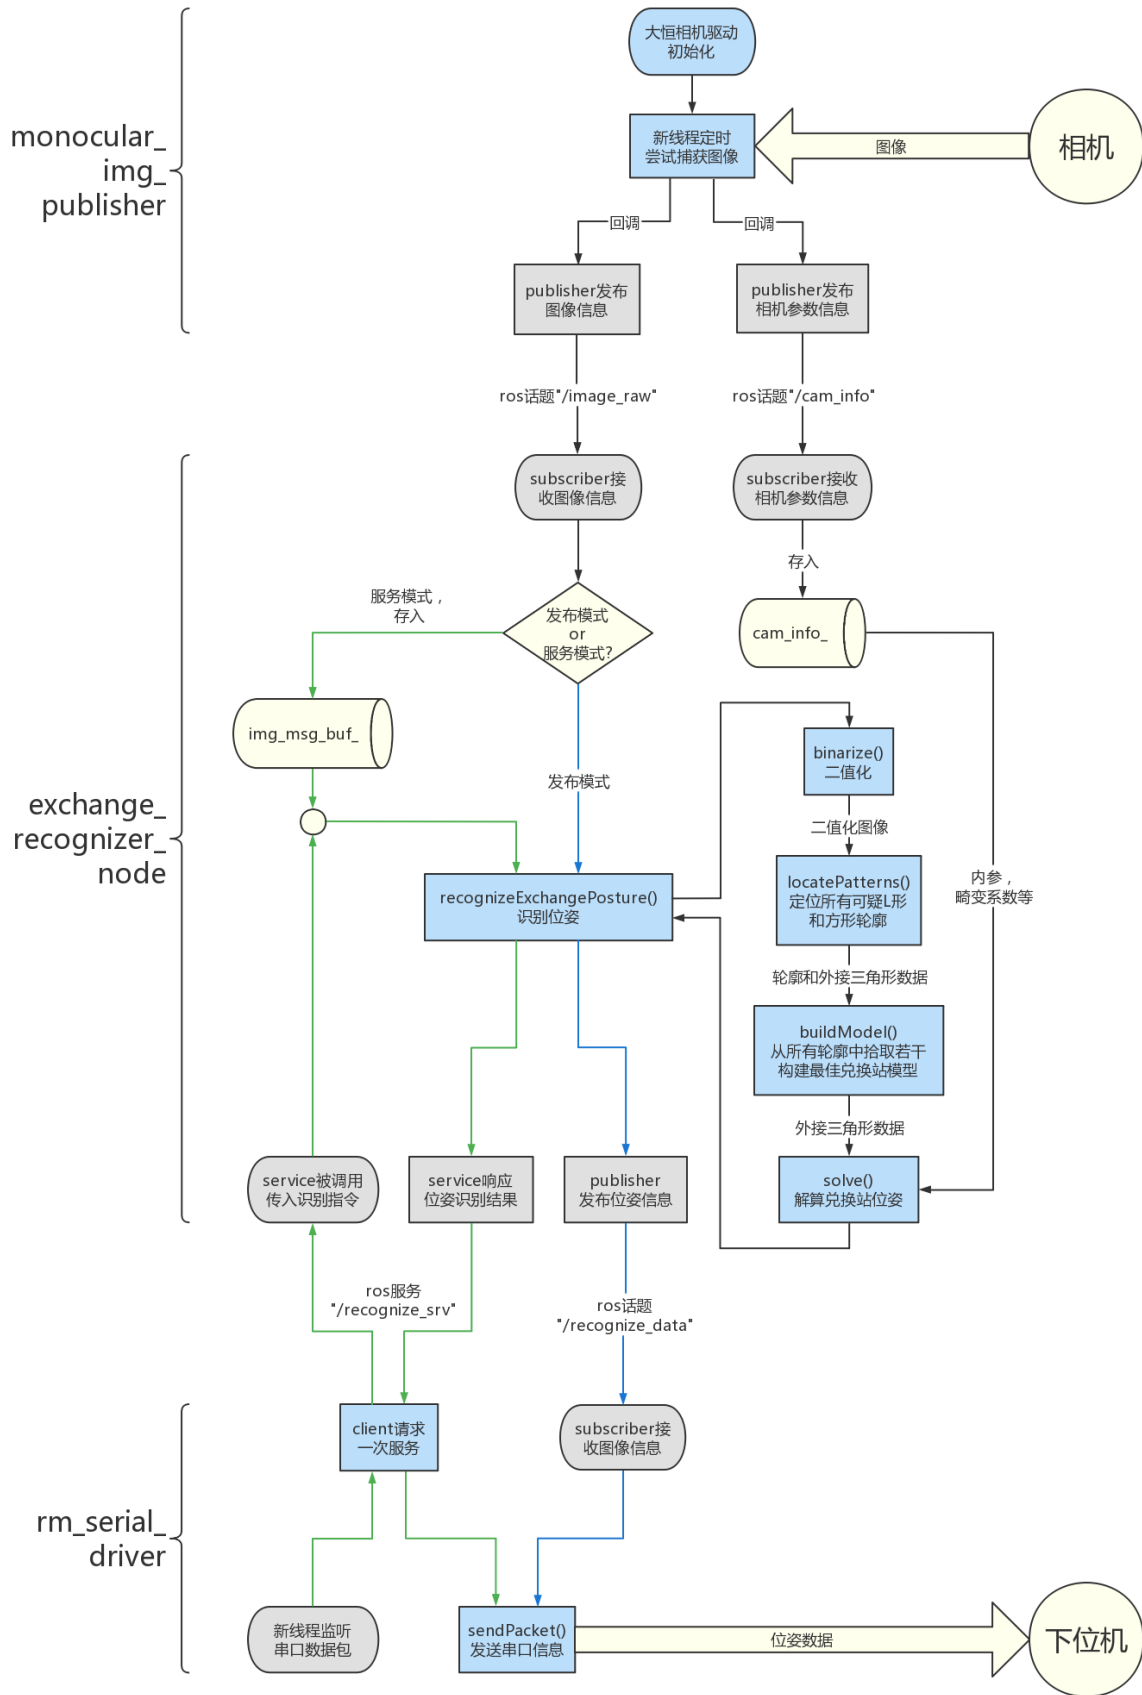 大恒相机驱动
初始化
monocular_
img_
publisher
新线程定时
尝试捕获图像
图像
相机
回调
回调
publisher发布
图像信息
publisher发布
相机参数信息
ros话题"/image_raw"
ros话题"/cam_info"
subscriber接
收图像信息
subscriber接收
相机参数信息
存入
服务模式，
存入
发布模式
or
服务模式?
cam_info_
img_msg_buf_
binarize()
二值化
发布模式
exchange_
recognizer_
node
二值化图像
recognizeExchangePosture()
识别位姿
locatePatterns()
定位所有可疑L形
和方形轮廓
内参，
畸变系数等
轮廓和外接三角形数据
buildModel()
从所有轮廓中拾取若干
构建最佳兑换站模型
外接三角形数据
service被调用
传入识别指令
service响应
位姿识别结果
publisher
发布位姿信息
solve()
解算兑换站位姿
ros服务
"/recognize_srv"
ros话题
"/recognize_data"
client请求
一次服务
subscriber接
收图像信息
rm_serial_
driver
新线程监听
串口数据包
sendPacket()
发送串口信息
位姿数据
下位机